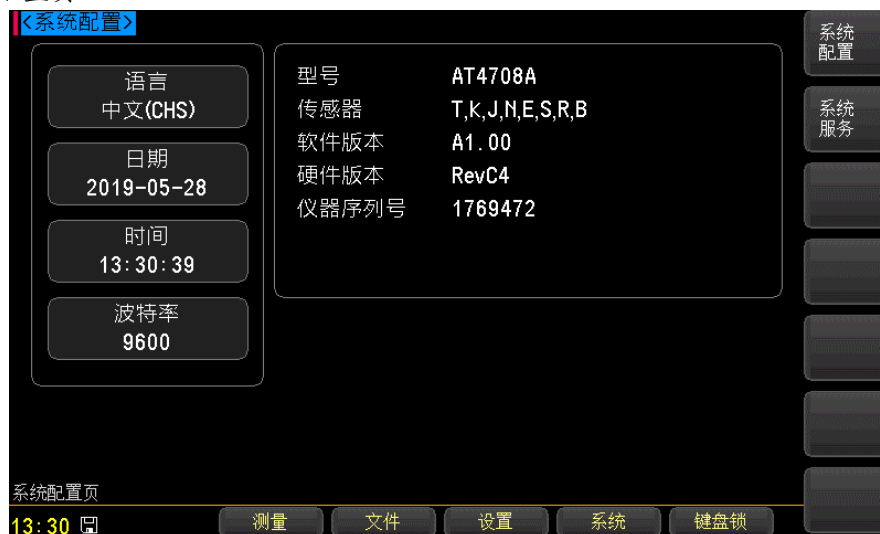 <系统配置>
语言
中文(CHS)
日期
2019-05-28
时间
13:30:39
波特率
9600
型号 AT4708A
传感器 T,K,J,N,E,S,R,B
软件版本 A1.00
硬件版本 RevC4
仪器序列号 1769472
系统
配置
系统
服务
系统配置页
13:30
测量
文件
设置
系统
键盘锁